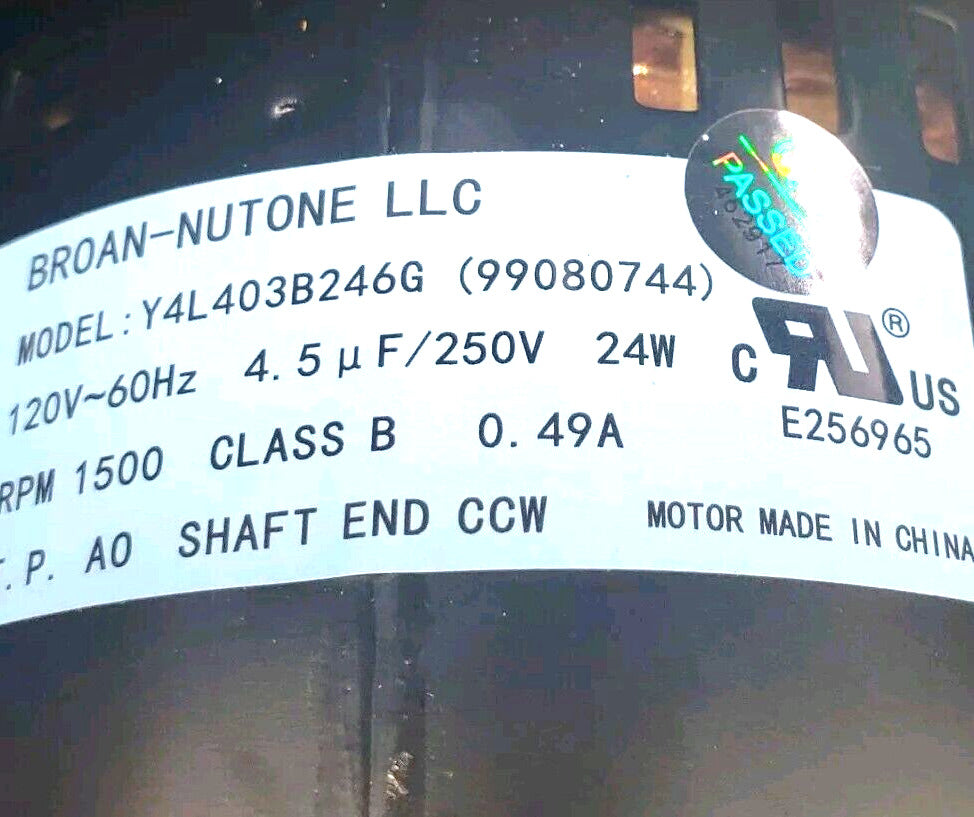 BROAN-NUTONE LLC
MODEL:Y4L403B246G (99080744)
120V~60Hz 4.5μF/250V 24W
RPM 1500 CLASS B 0.49A
.P. AO SHAFT END CCW
MOTOR MADE IN CHINA
PASSED
C ® US
E256965